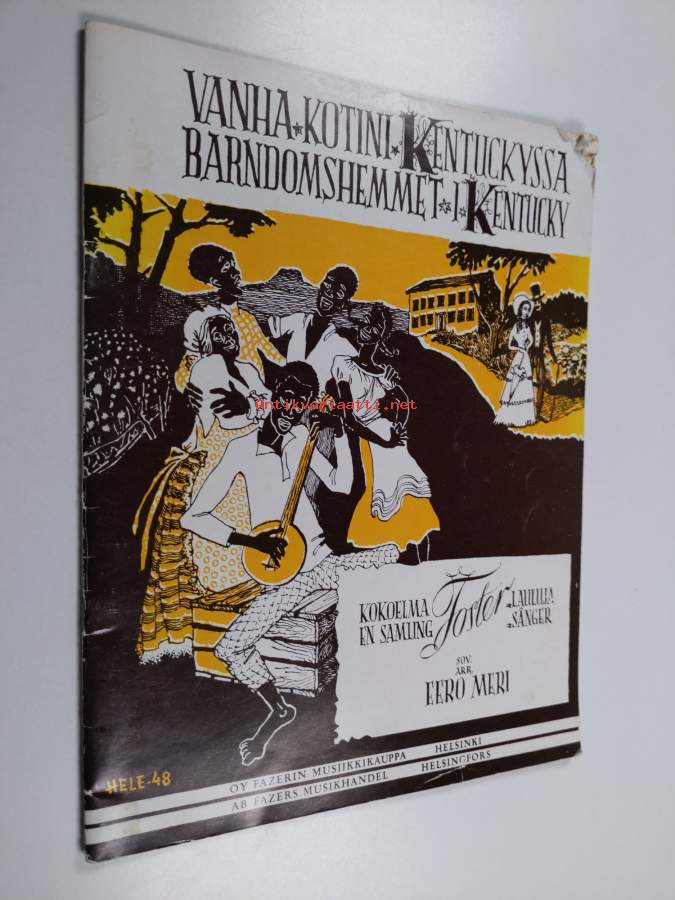 VANHA★KOTINI★KENTUCKYSSA
BARNDOMSHEMMET★I★KENTUCKY
Antikvariaatti.net
KOKOELMA Foster-LAULUJA
EN SAMLING -SÅNGER
SOV.
ARR.
EERO MERI
HELE-48
OY FAZERIN MUSIIKKIKAUPPA HELSINKI
AB FAZERS MUSIKHANDEL HELSINGFORS